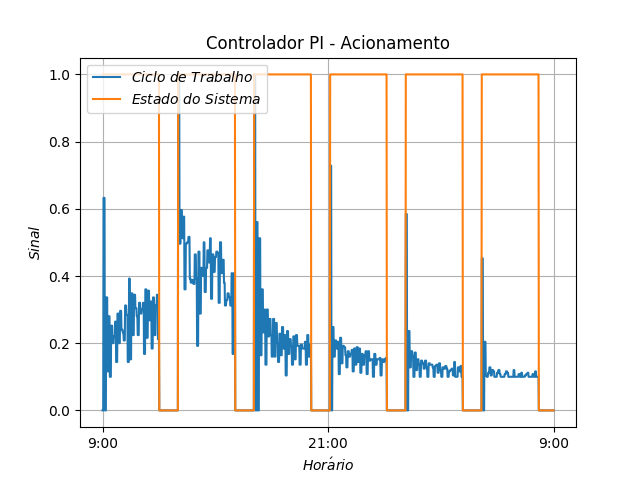 Controlador PI - Acionamento
Ciclo de Trabalho
Estado do Sistema
1.0
0.8
0.6
0.4
0.2
0.0
Sinal
9:00
21:00
9:00
Horário